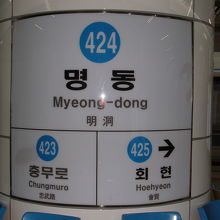 424
명동
Myeong-dong
明洞
423
충무로
Chungmuro
忠武路
425 →
회현
Hoehyeon
會賢